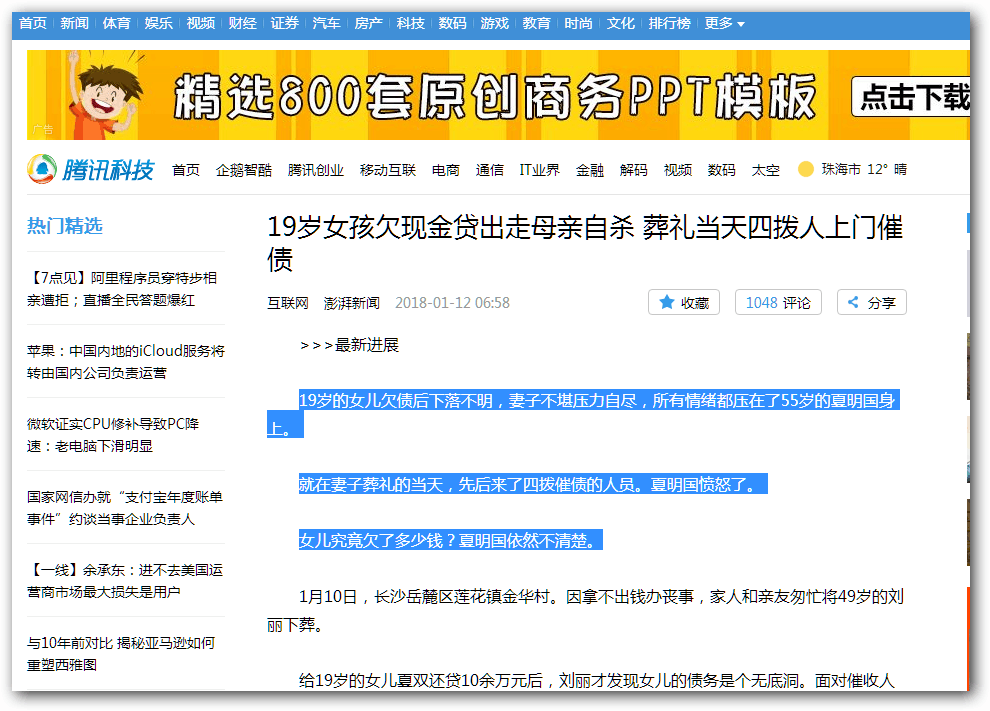 首页 新闻 体育 娱乐 视频 财经 证券 汽车 房产 科技 数码 游戏 教育 时尚 文化 排行榜 更多
精选800套原创商务PPT模板 点击下载
广告
腾讯科技 首页 企鹅智酷 腾讯创业 移动互联 电商 通信 IT业界 金融 解码 视频 数码 太空 珠海市 12° 晴
热门精选
【7点见】阿里程序员穿特步相
亲遭拒；直播全民答题爆红
苹果：中国内地的iCloud服务将
转由国内公司负责运营
微软证实CPU修补导致PC降
速：老电脑下滑明显
国家网信办就“支付宝年度账单
事件”约谈当事企业负责人
【一线】余承东：进不去美国运
营商市场最大损失是用户
与10年前对比 揭秘亚马逊如何
重塑西雅图
19岁女孩欠现金贷出走母亲自杀 葬礼当天四拨人上门催
债
互联网 澎湃新闻 2018-01-12 06:58 收藏 1048 评论 分享
>>>最新进展
19岁的女儿欠债后下落不明，妻子不堪压力自尽，所有情绪都压在了55岁的夏明国身
上。
就在妻子葬礼的当天，先后来了四拨催债的人员。夏明国愤怒了。
女儿究竟欠了多少钱？夏明国依然不清楚。
1月10日，长沙岳麓区莲花镇金华村。因拿不出钱办丧事，家人和亲友匆忙将49岁的刘
丽下葬。
给19岁的女儿夏双还贷10余万元后，刘丽才发现女儿的债务是个无底洞。面对催收人